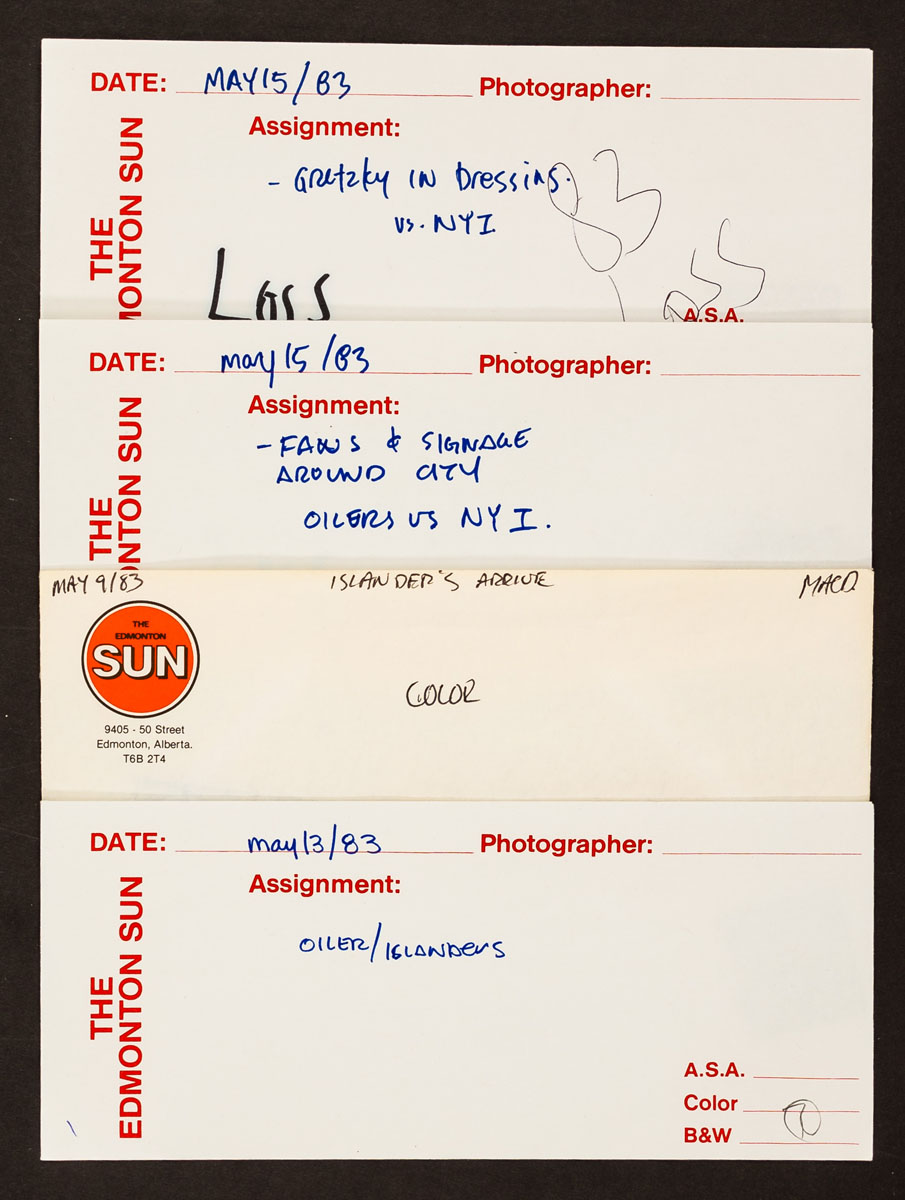 DATE: MAY 15/83 Photographer:
Assignment:
- Gretzky IN Dressing.
vs. NYI
83
Loss
A.S.A.
THE
EDMONTON SUN
DATE: may 15/83 Photographer:
Assignment:
- FANS & SIGNAGE
AROUND CITY
OILERS VS NYI.
THE
EDMONTON SUN
MAY 9/83 ISLANDER'S ARRIVE
THE
EDMONTON
SUN
9405 - 50 Street
Edmonton, Alberta.
T6B 2T4
COLOR
DATE: may 13/83 Photographer:
Assignment:
OILER/ISLANDERS
THE
EDMONTON SUN
A.S.A.
Color
B&W